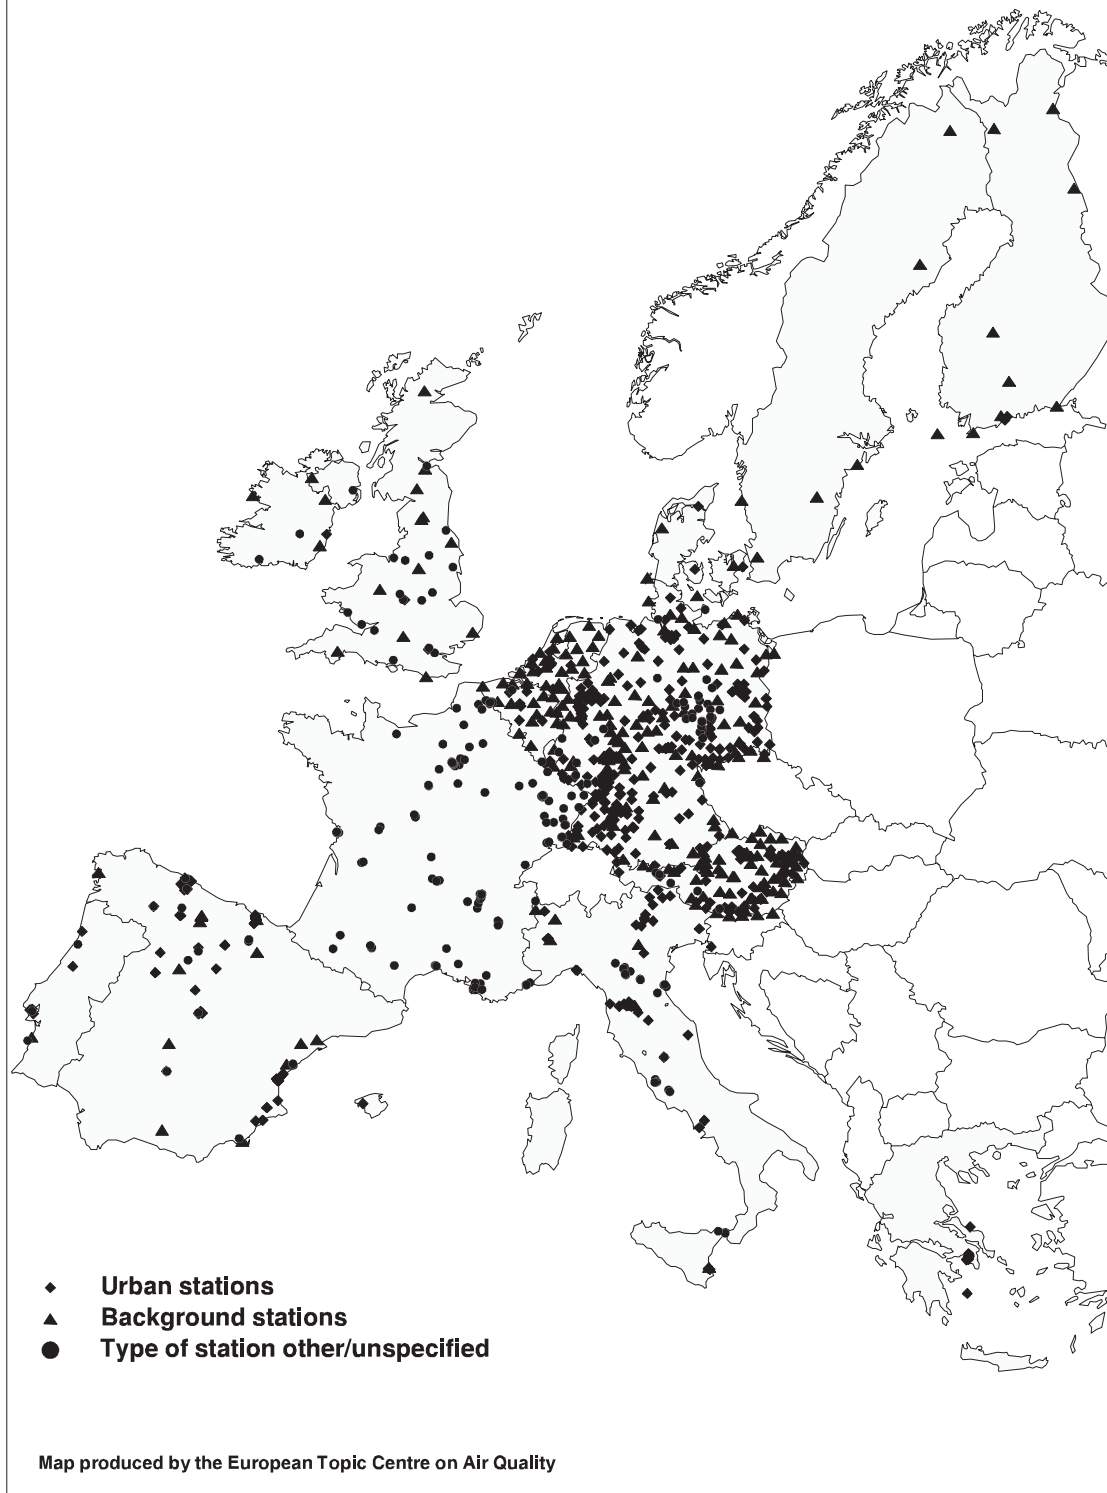 Urban stations
Background stations
Type of station other/unspecified
Map produced by the European Topic Centre on Air Quality